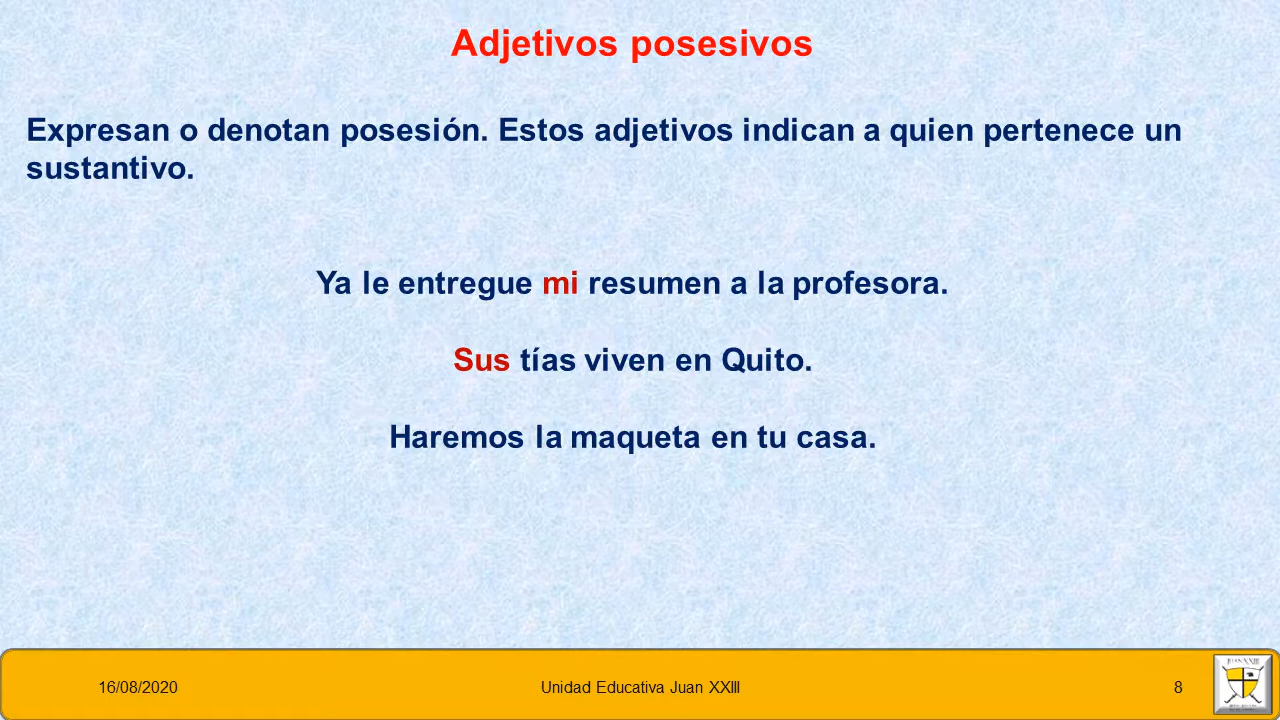 Adjetivos posesivos
Expresan o denotan posesión. Estos adjetivos indican a quien pertenece un
sustantivo.
Ya le entregue mi resumen a la profesora.
Sus tías viven en Quito.
Haremos la maqueta en tu casa.
16/08/2020
Unidad Educativa Juan XXIII
8
JUAN XXIII